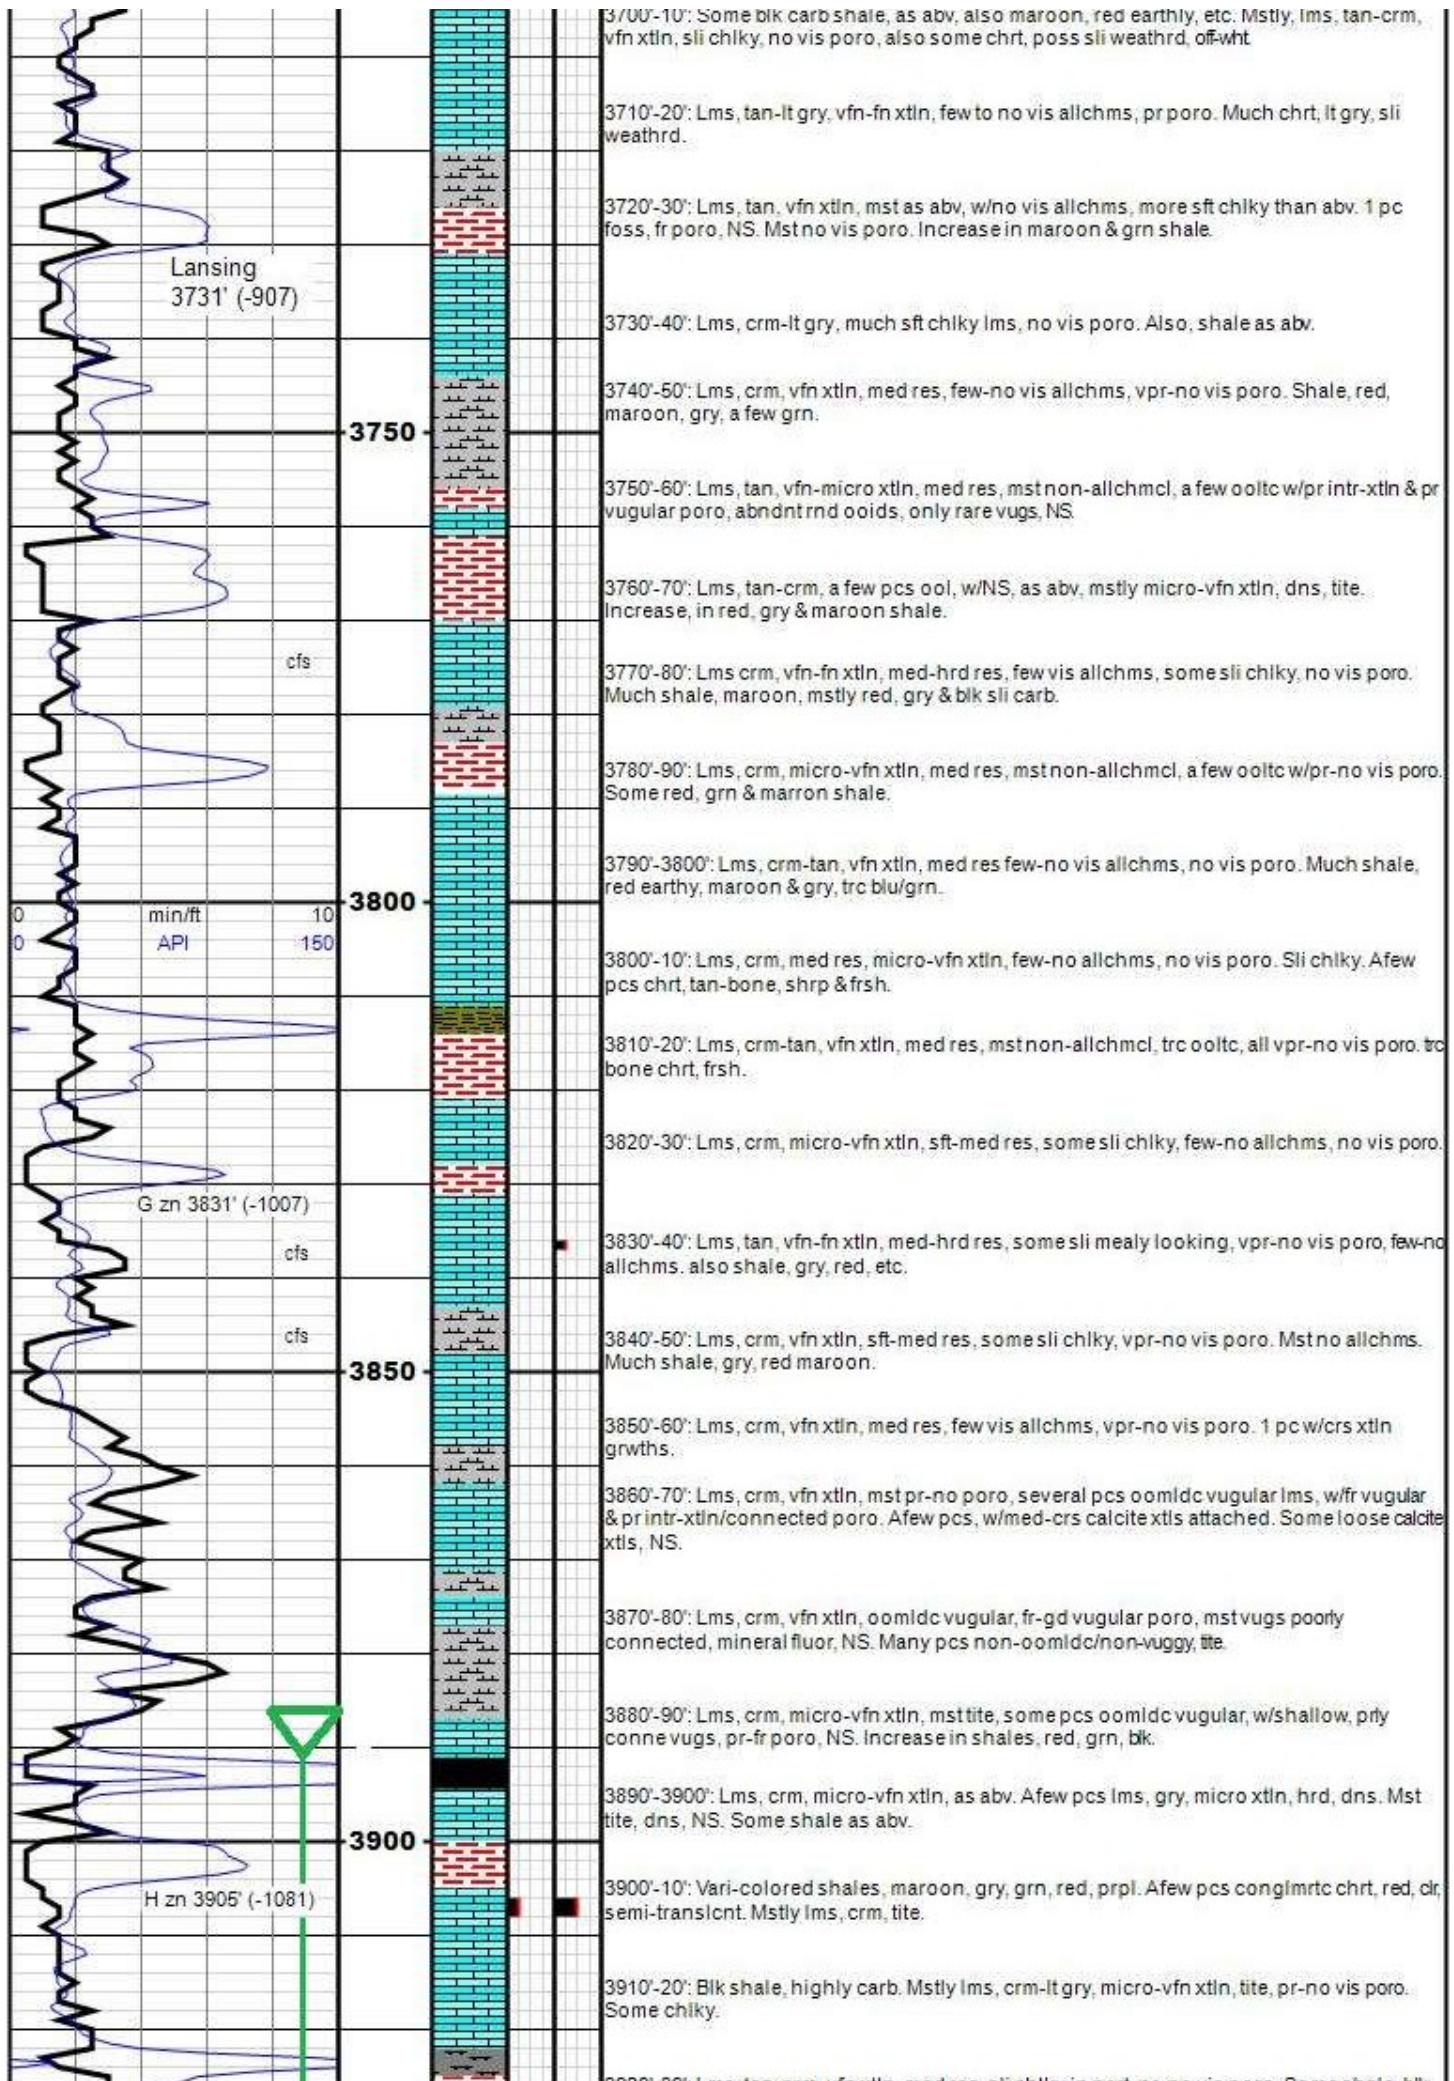 3700'-10': Some blk carb shale, as abv, also maroon, red earthly, etc. Mstly, lms, tan-crm,
vfn xtln, sli chlky, no vis poro, also some chrt, poss sli weathrd, off-wht.
3710'-20': Lms, tan-lt gry, vfn-fn xtln, few to no vis allchms, pr poro. Much chrt, lt gry, sli
weathrd.
3720'-30': Lms, tan, vfn xtln, mst as abv, w/no vis allchms, more sft chlky than abv. 1 pc
foss, fr poro, NS. Mst no vis poro. Increase in maroon & grn shale.
Lansing
3731' (-907)
3730'-40': Lms, crm-lt gry, much sft chlky lms, no vis poro. Also, shale as abv.
3740'-50': Lms, crm, vfn xtln, med res, few-no vis allchms, vpr-no vis poro. Shale, red,
maroon, gry, a few grn.
3750
3750'-60': Lms, tan, vfn-micro xtln, med res, mst non-allchmcl, a few ooltc w/pr intr-xtln & pr
vugular poro, abndnt rnd ooids, only rare vugs, NS.
3760'-70': Lms, tan-crm, a few pcs ool, w/NS, as abv, mstly micro-vfn xtln, dns, tite.
Increase, in red, gry & maroon shale.
cfs
3770'-80': Lms crm, vfn-fn xtln, med-hrd res, few vis allchms, some sli chlky, no vis poro.
Much shale, maroon, mstly red, gry & blk sli carb.
3780'-90': Lms, crm, micro-vfn xtln, med res, mst non-allchmcl, a few ooltc w/pr-no vis poro.
Some red, grn & marron shale.
3790'-3800': Lms, crm-tan, vfn xtln, med res few-no vis allchms, no vis poro. Much shale,
red earthy, maroon & gry, trc blu/grn.
0 min/ft 10
3800
0 API 150
3800'-10': Lms, crm, med res, micro-vfn xtln, few-no allchms, no vis poro. Sli chlky. Afew
pcs chrt, tan-bone, shrp & frsh.
3810'-20': Lms, crm-tan, vfn xtln, med res, mst non-allchmcl, trc ooltc, all vpr-no vis poro. trc
bone chrt, frsh.
3820'-30': Lms, crm, micro-vfn xtln, sft-med res, some sli chlky, few-no allchms, no vis poro.
G zn 3831' (-1007)
cfs
3830'-40': Lms, tan, vfn-fn xtln, med-hrd res, some sli mealy looking, vpr-no vis poro, few-no
allchms. also shale, gry, red, etc.
cfs
3840'-50': Lms, crm, vfn xtln, sft-med res, some sli chlky, vpr-no vis poro. Mst no allchms.
Much shale, gry, red maroon.
3850
3850'-60': Lms, crm, vfn xtln, med res, few vis allchms, vpr-no vis poro. 1 pc w/crs xtln
grwths.
3860'-70': Lms, crm, vfn xtln, mst pr-no poro, several pcs oomldc vugular lms, w/fr vugular
& pr intr-xtln/connected poro. Afew pcs, w/med-crs calcite xtls attached. Some loose calcite
xtls, NS.
3870'-80': Lms, crm, vfn xtln, oomldc vugular, fr-gd vugular poro, mst vugs poorly
connected, mineral fluor, NS. Many pcs non-oomldc/non-vuggy, tite.
3880'-90': Lms, crm, micro-vfn xtln, mst tite, some pcs oomldc vugular, w/shallow, prly
conne vugs, pr-fr poro, NS. Increase in shales, red, grn, blk.
3890'-3900': Lms, crm, micro-vfn xtln, as abv. Afew pcs lms, gry, micro xtln, hrd, dns. Mst
tite, dns, NS. Some shale as abv.
3900
H zn 3905' (-1081)
3900'-10': Vari-colored shales, maroon, gry, grn, red, prpl. Afew pcs conglmrtc chrt, red, clr,
semi-translcnt. Mstly lms, crm, tite.
3910'-20': Blk shale, highly carb. Mstly lms, crm-lt gry, micro-vfn xtln, tite, pr-no vis poro.
Some chlky.